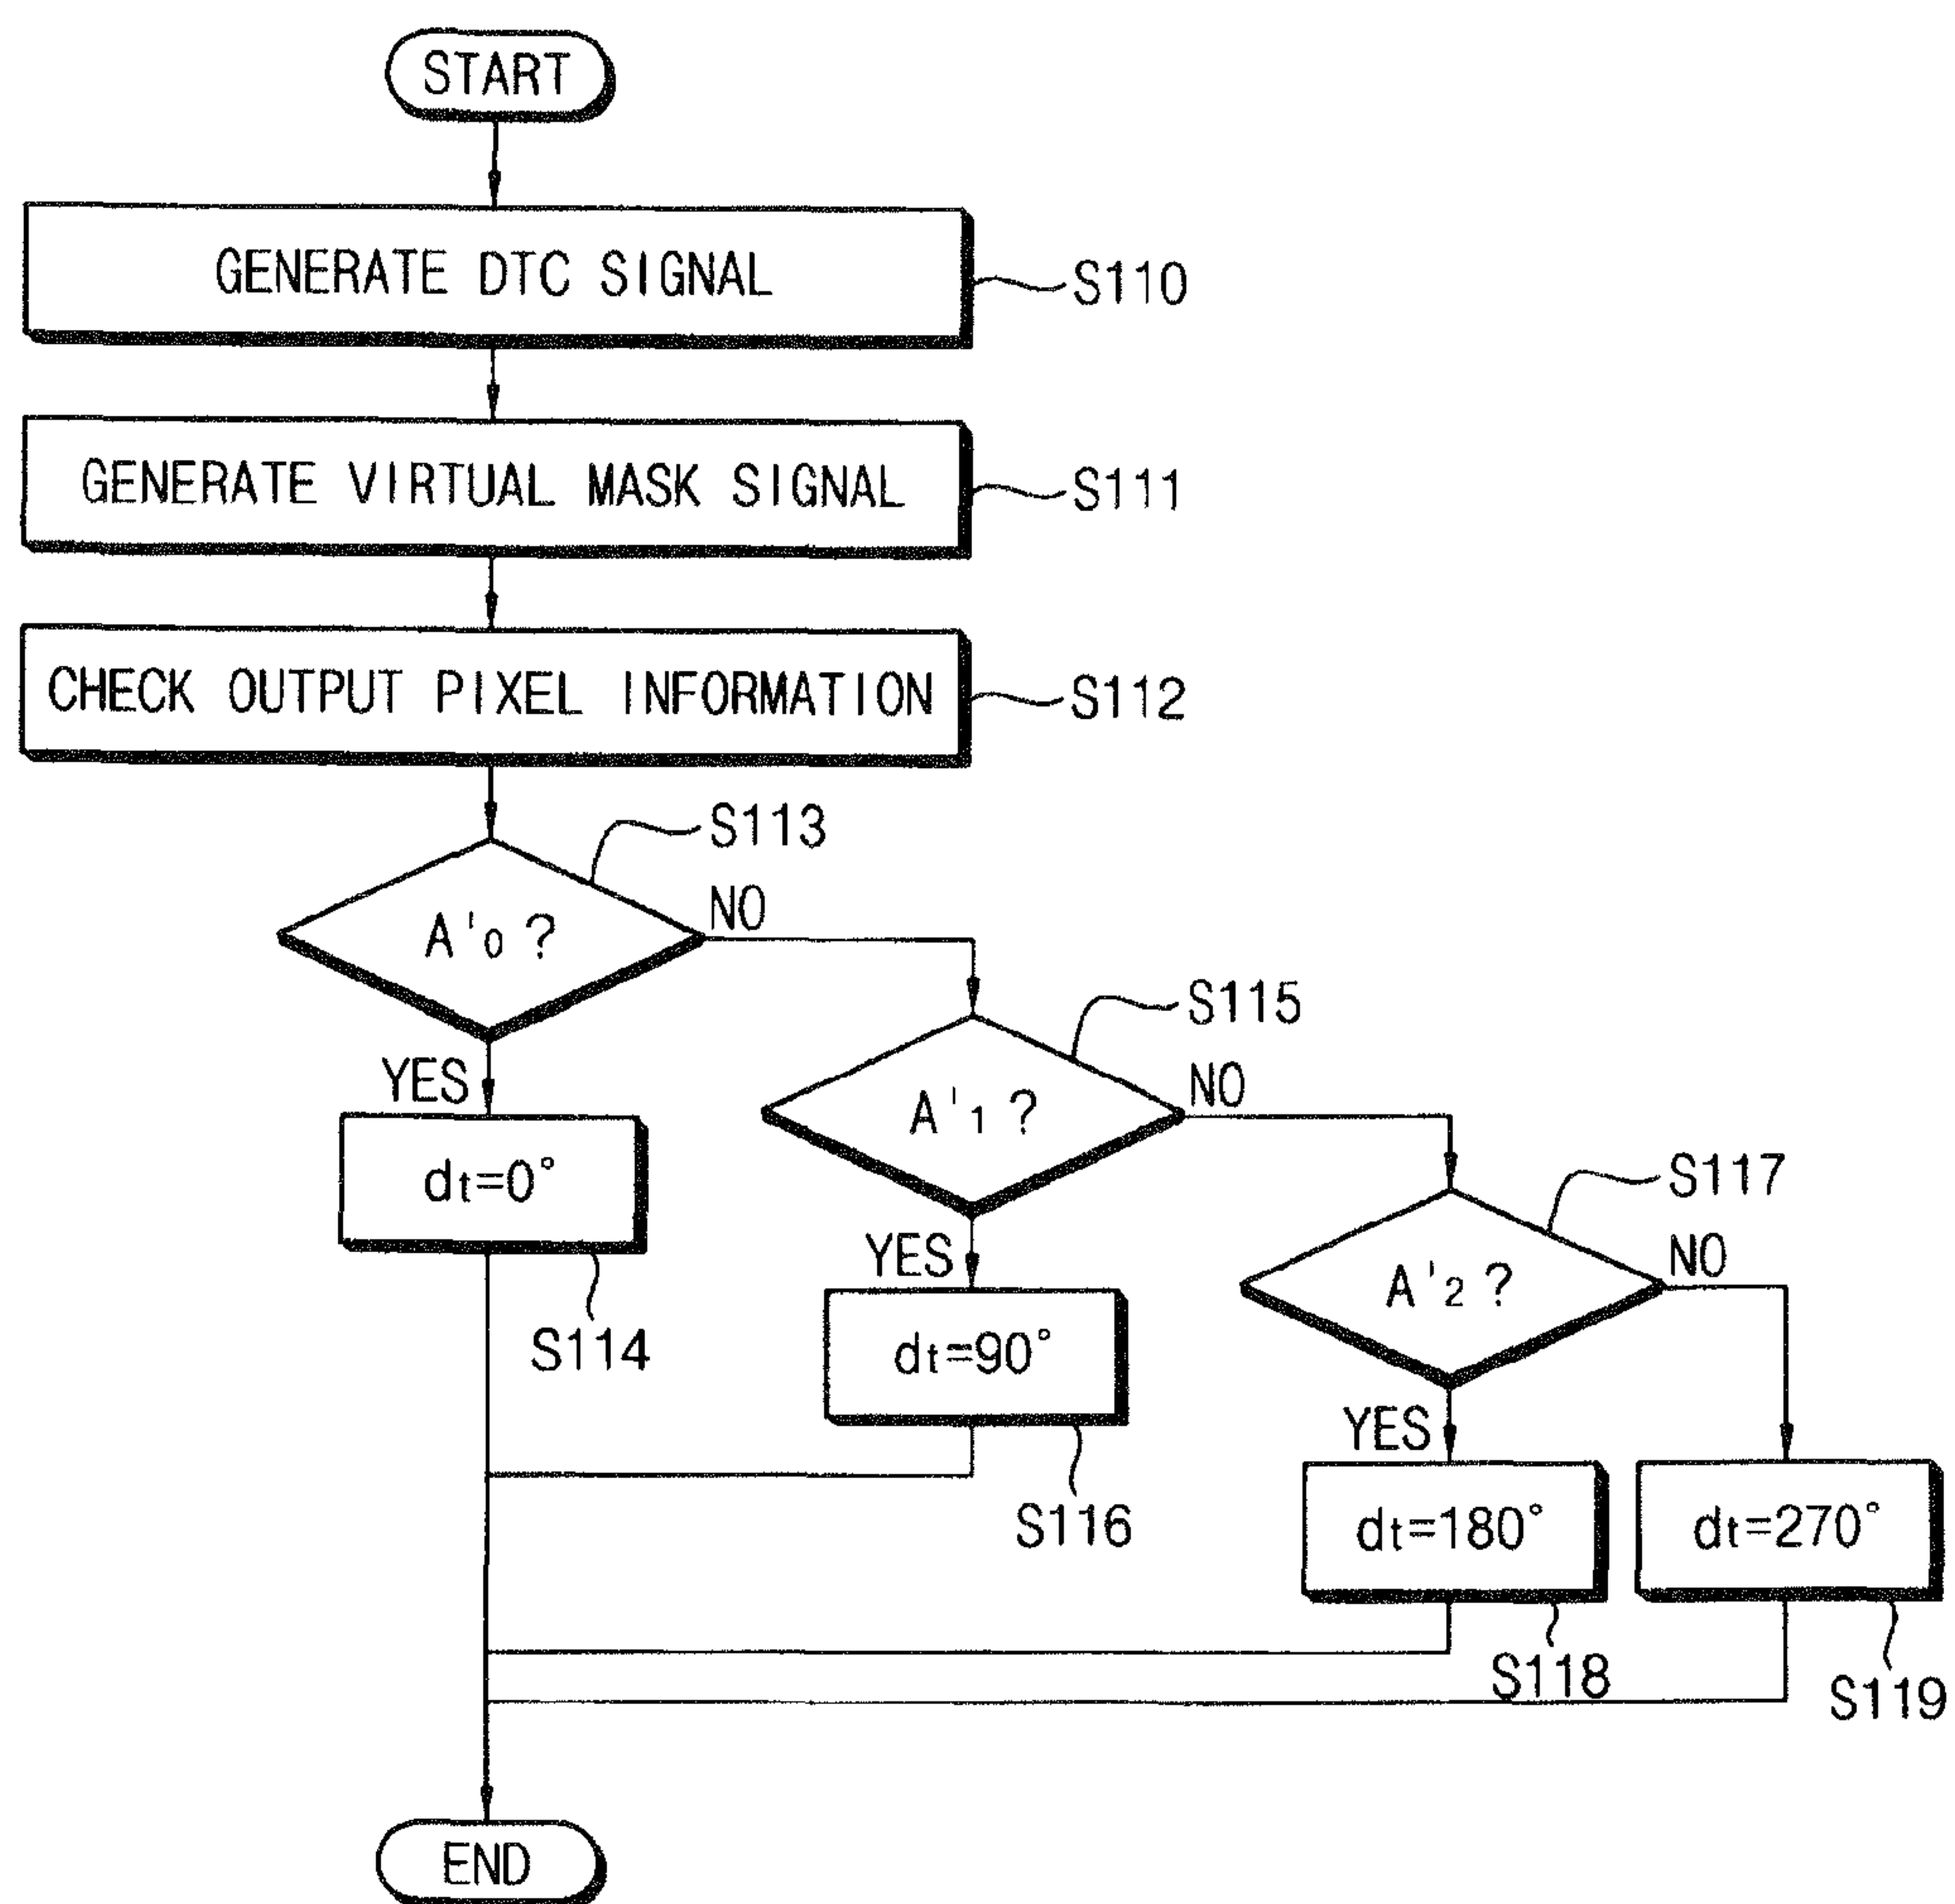 START
GENERATE DTC SIGNAL
S110
GENERATE VIRTUAL MASK SIGNAL
S111
CHECK OUTPUT PIXEL INFORMATION
S112
S113
A'0 ?
NO
YES
S115
A'1 ?
NO
dt=0°
S114
YES
S117
A'2 ?
NO
dt=90°
S116
YES
dt=180°
S118
dt=270°
S119
END